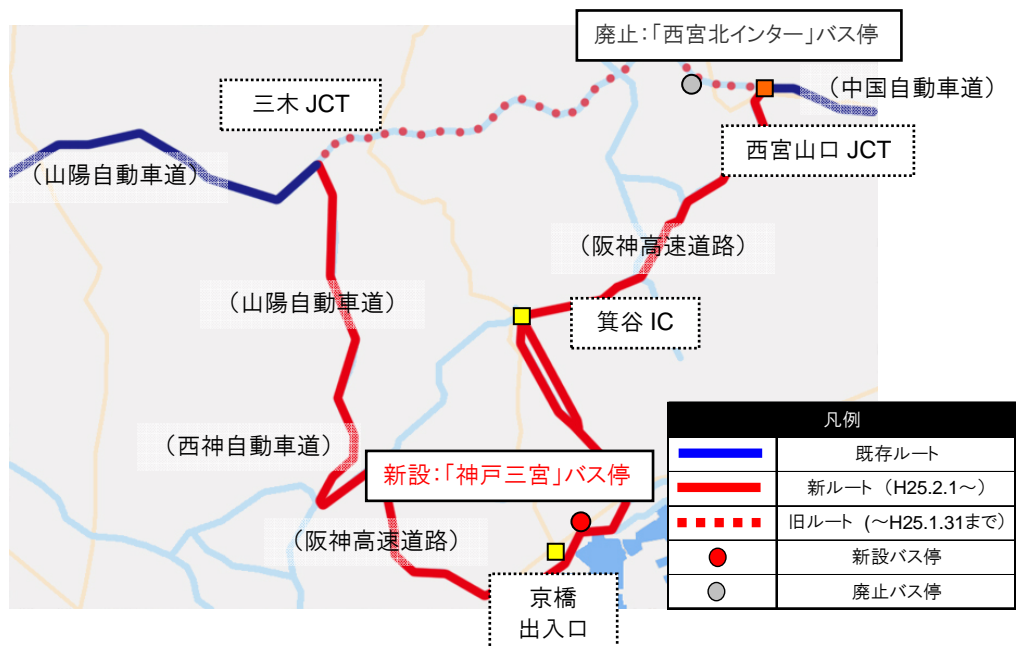 廃止：「西宮北インター」バス停
（中国自動車道）
三木 JCT
西宮山口 JCT
（山陽自動車道）
（阪神高速道路）
（山陽自動車道）
箕谷 IC
（西神自動車道）
新設：「神戸三宮」バス停
（阪神高速道路）
京橋
出入口
凡例
既存ルート
新ルート （H25.2.1～）
旧ルート （～H25.1.31まで）
新設バス停
廃止バス停